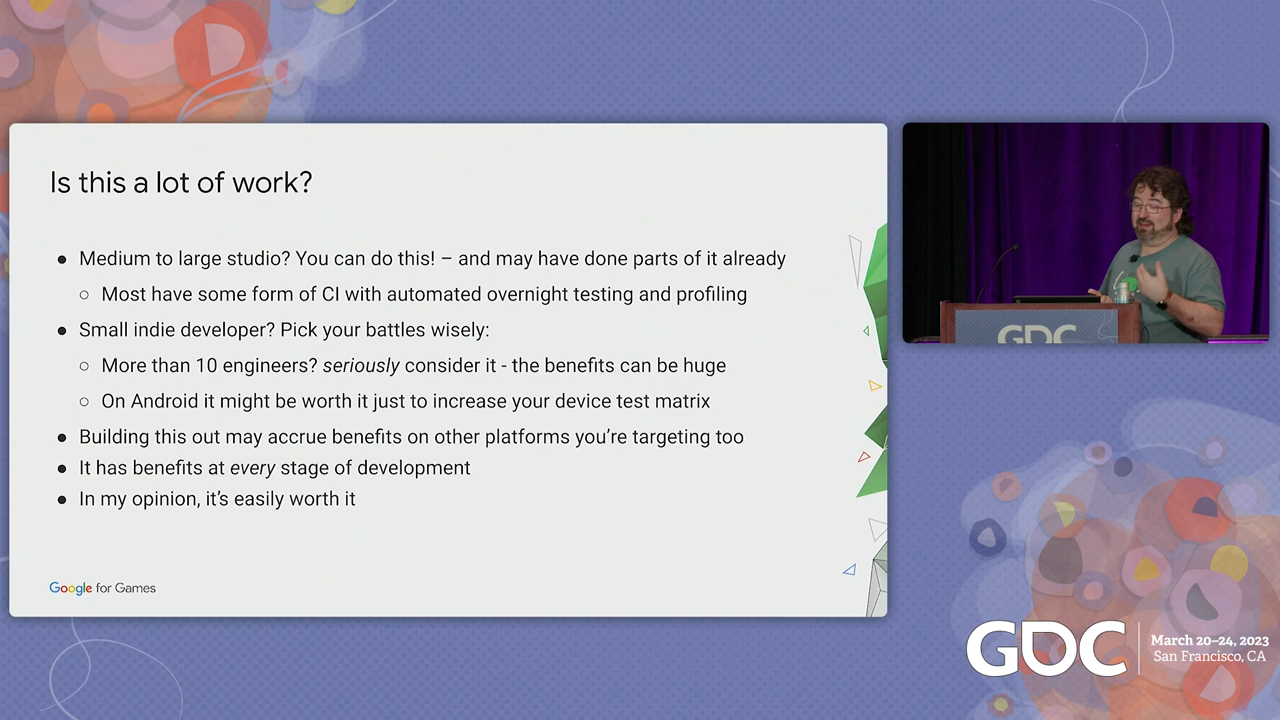 Is this a lot of work?
● Medium to large studio? You can do this! – and may have done parts of it already
○ Most have some form of CI with automated overnight testing and profiling
● Small indie developer? Pick your battles wisely:
○ More than 10 engineers? seriously consider it - the benefits can be huge
○ On Android it might be worth it just to increase your device test matrix
● Building this out may accrue benefits on other platforms you're targeting too
● It has benefits at every stage of development
● In my opinion, it's easily worth it
Google for Games
GDC
GDC
March 20–24, 2023
San Francisco, CA